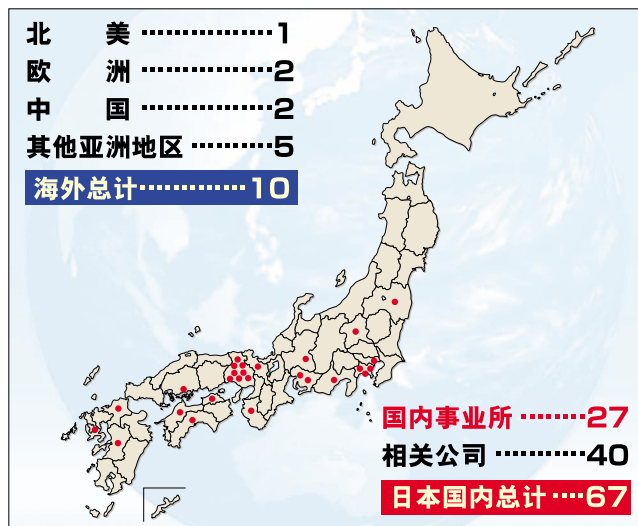 北 美 1
欧 洲 2
中 国 2
其他亚洲地区 5
海外总计 10
国内事业所 27
相关公司 40
日本国内总计 67